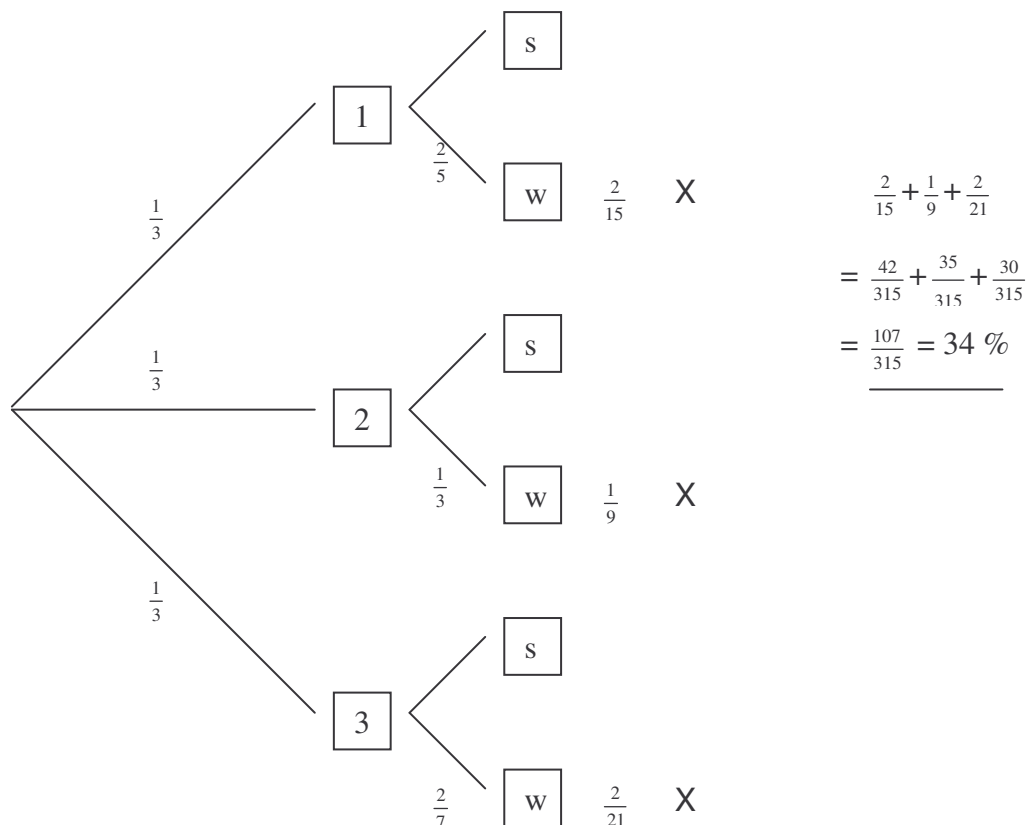 s
1
2/5
w 2/15 X 2/15 + 1/9 + 2/21
1/3
= 42/315 + 35/315 + 30/315
s
= 107/315 = 34 %
1/3
2
1/3
w 1/9 X
1/3
s
3
2/7
w 2/21 X